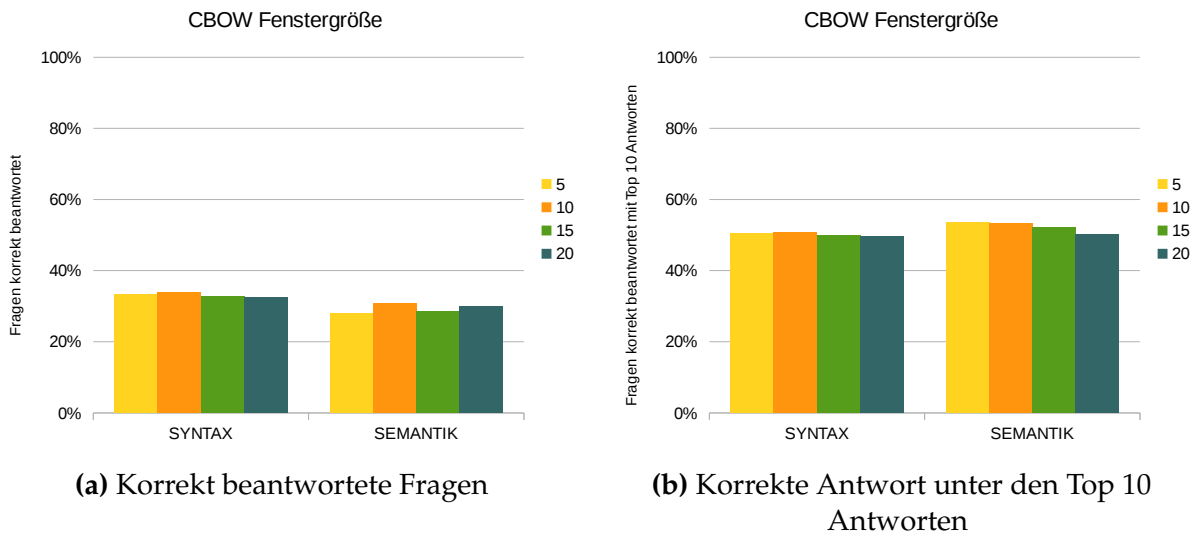 CBOW Fenstergröße
Fragen korrekt beantwortet
100%
80%
60%
40%
20%
0%
SYNTAX
SEMANTIK
5
10
15
20
(a) Korrekt beantwortete Fragen
CBOW Fenstergröße
Fragen korrekt beantwortet mit Top 10 Antworten
100%
80%
60%
40%
20%
0%
SYNTAX
SEMANTIK
5
10
15
20
(b) Korrekte Antwort unter den Top 10
Antworten